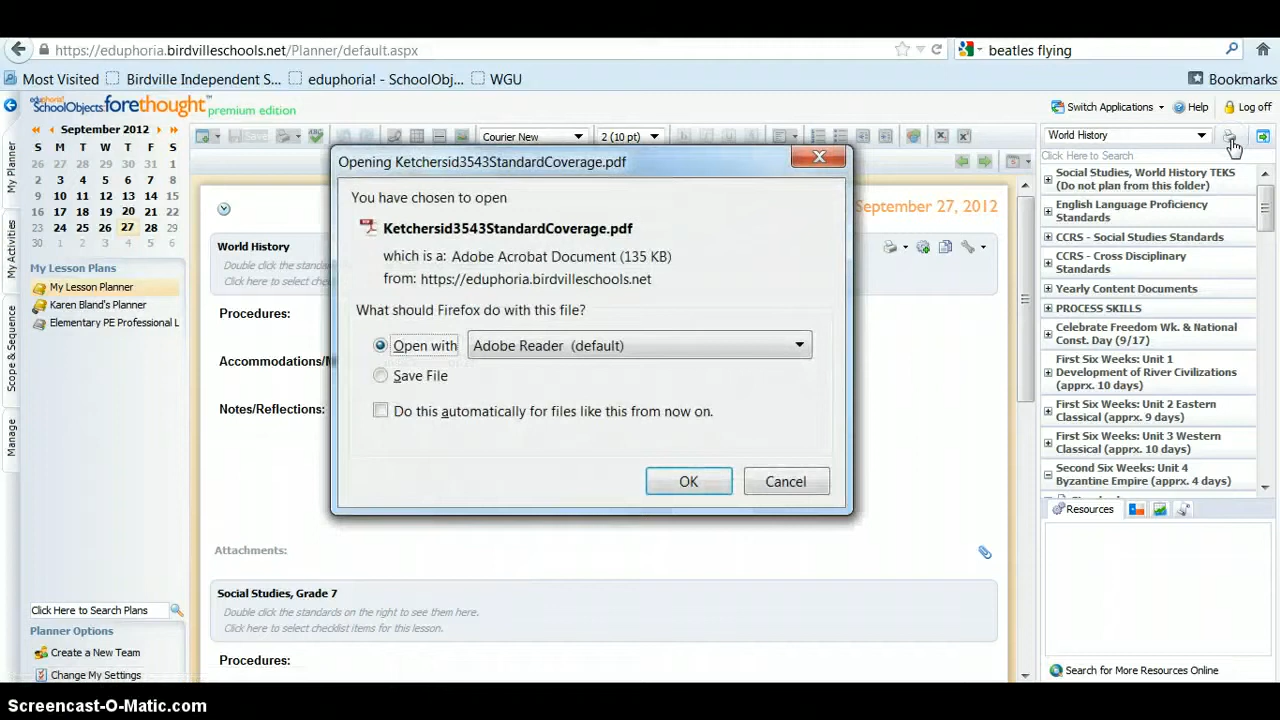 https://eduphoria.birdvilleschools.net/Planner/default.aspx
beatles flying
Most Visited
Birdville Independent S...
eduphoria! - SchoolObj...
WGU
Bookmarks
eduphoria!
SchoolObjects:forethought™
premium edition
Switch Applications
Help
Log off
September 2012
S M T W T F S
26 27 28 29 30 31 1
2 3 4 5 6 7 8
9 10 11 12 13 14 15
16 17 18 19 20 21 22
23 24 25 26 27 28 29
30 1 2 3 4 5 6
My Planner
My Activities
Scope & Sequence
Manage
My Lesson Plans
My Lesson Planner
Karen Bland's Planner
Elementary PE Professional L
Click Here to Search Plans
Planner Options
Create a New Team
Change My Settings
Save
Courier New
2 (10 pt)
September 27, 2012
World History
Double click the standa
Click here to select chec
Procedures:
Accommodations/M
Notes/Reflections:
Attachments:
Social Studies, Grade 7
Double click the standards on the right to see them here.
Click here to select checklist items for this lesson.
Procedures:
Opening Ketchersid3543StandardCoverage.pdf
You have chosen to open
Ketchersid3543StandardCoverage.pdf
which is a: Adobe Acrobat Document (135 KB)
from: https://eduphoria.birdvilleschools.net
What should Firefox do with this file?
Open with
Adobe Reader (default)
Save File
Do this automatically for files like this from now on.
OK
Cancel
World History
Click Here to Search
Social Studies, World History TEKS
(Do not plan from this folder)
English Language Proficiency
Standards
CCRS - Social Studies Standards
CCRS - Cross Disciplinary
Standards
Yearly Content Documents
PROCESS SKILLS
Celebrate Freedom Wk. & National
Const. Day (9/17)
First Six Weeks: Unit 1
Development of River Civilizations
(apprx. 10 days)
First Six Weeks: Unit 2 Eastern
Classical (apprx. 9 days)
First Six Weeks: Unit 3 Western
Classical (apprx. 10 days)
Second Six Weeks: Unit 4
Byzantine Empire (apprx. 4 days)
Resources
Search for More Resources Online
Screencast-O-Matic.com